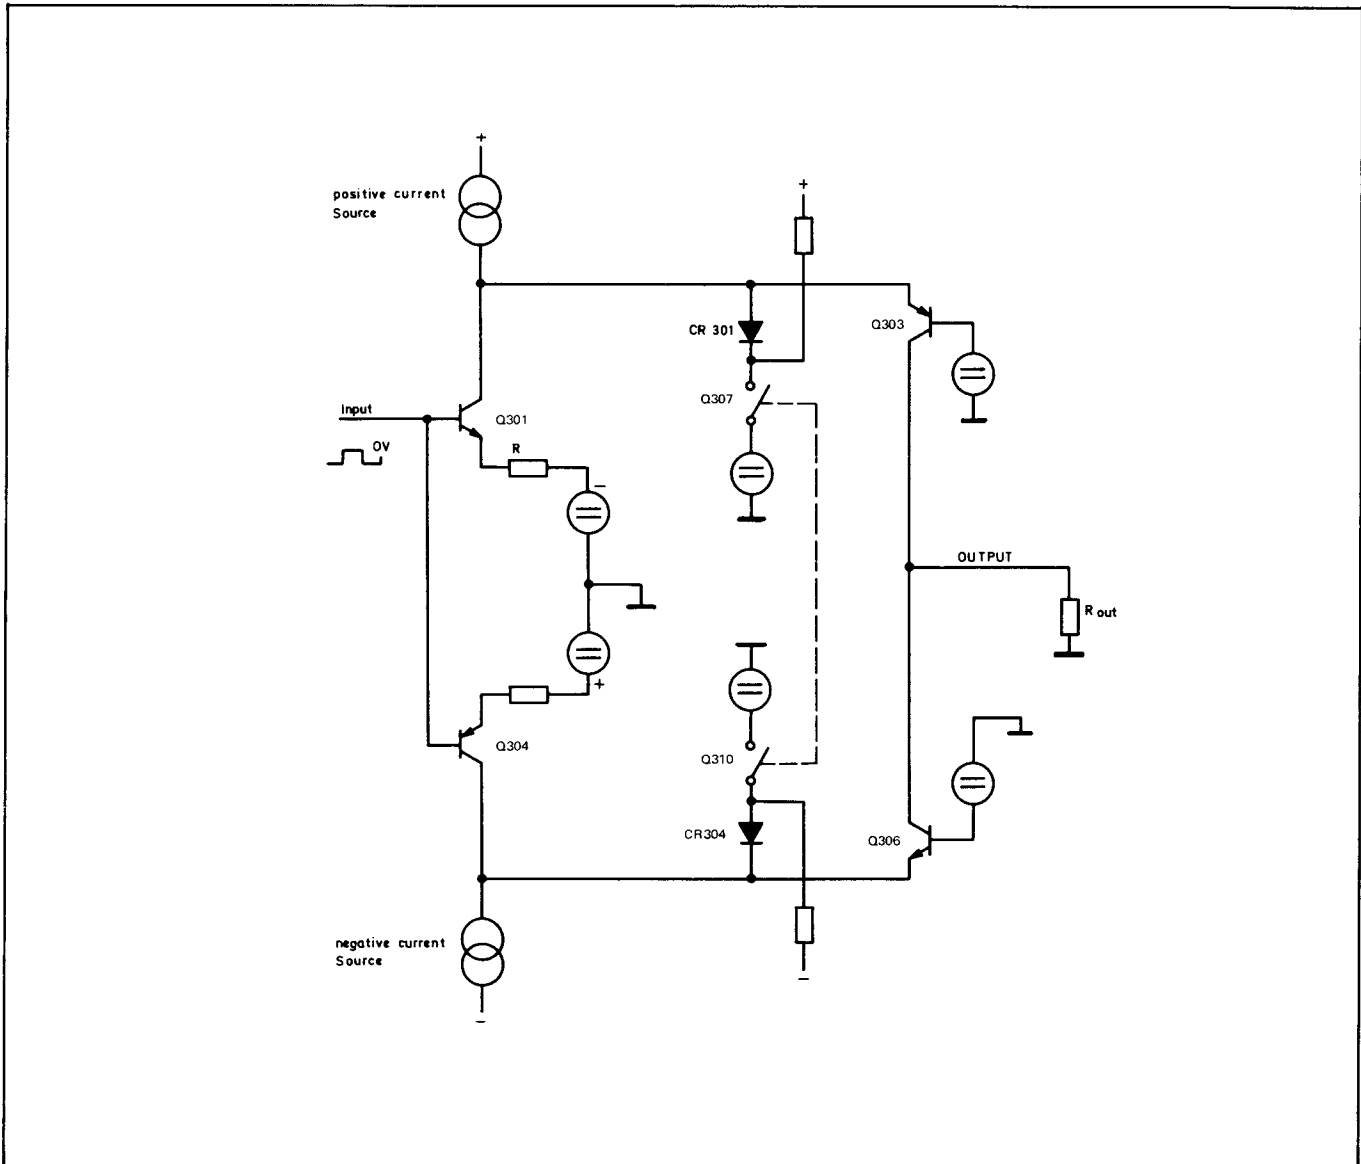 +
positive current
Source
+
CR 301
Q303
Q307
Input
Q301
0V
R
−
OUTPUT
R out
+
Q304
Q310
CR304
Q306
negative current
Source
−
−